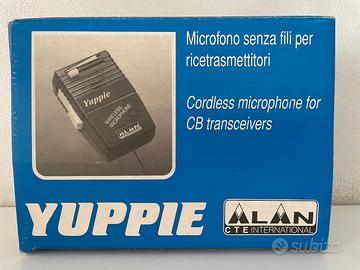 Microfono senza fili per
ricetrasmettitori
Cordless microphone for
CB transceivers
Yuppie
WIRELESS
MICROPHONE
ALAN
YUPPIE
ALAN
CTE INTERNATIONAL
subito